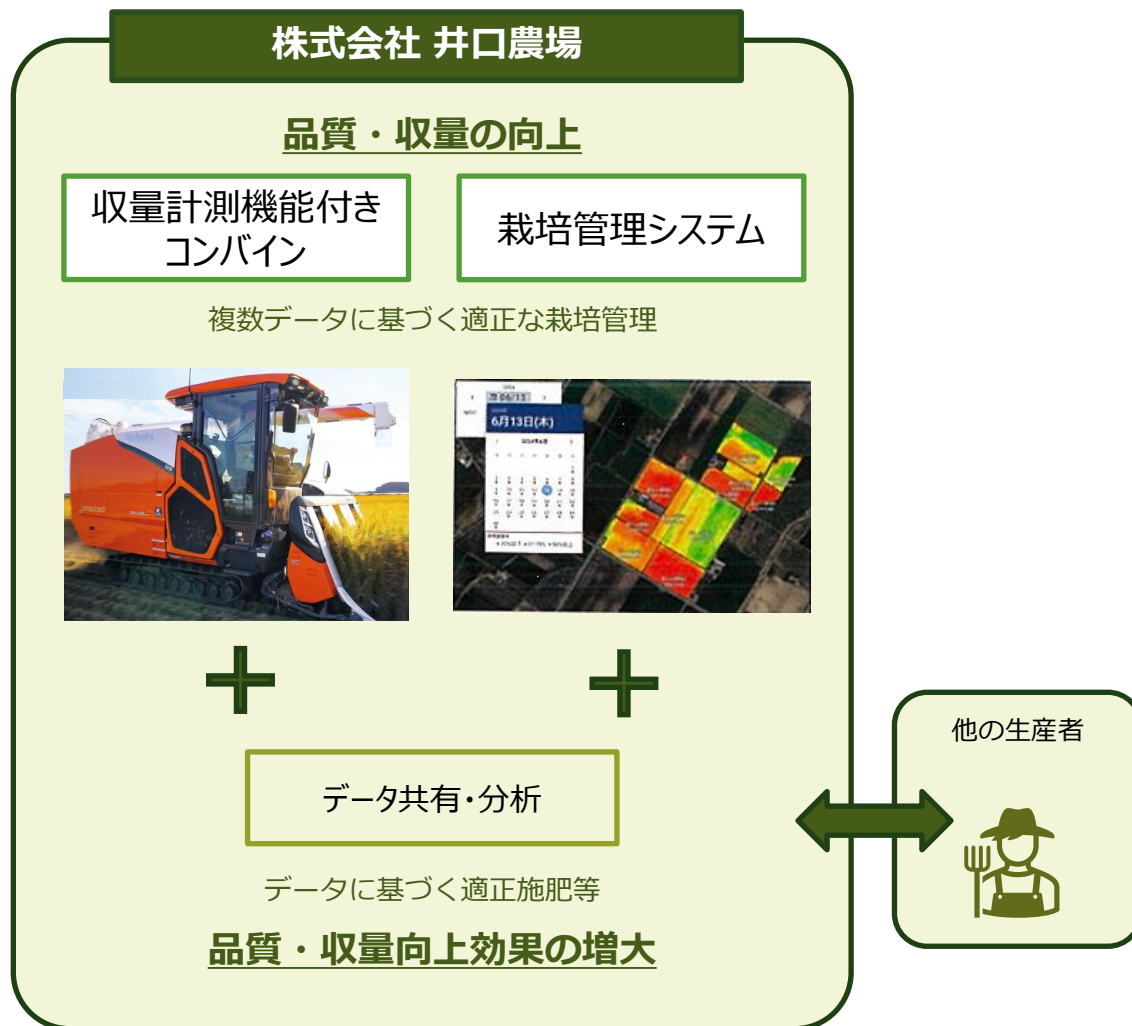 株式会社 井口農場
品質・収量の向上
収量計測機能付き
コンバイン
栽培管理システム
複数データに基づく適正な栽培管理
6月13日(木)
データ共有・分析
データに基づく適正施肥等
品質・収量向上効果の増大
他の生産者